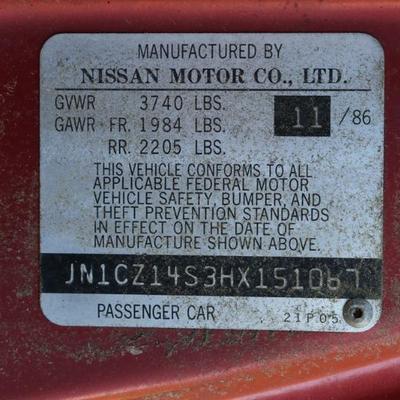 MANUFACTURED BY
NISSAN MOTOR CO., LTD.
GVWR 3740 LBS. 11 /86
GAWR FR. 1984 LBS.
RR. 2205 LBS.
THIS VEHICLE CONFORMS TO ALL
APPLICABLE FEDERAL MOTOR
VEHICLE SAFETY, BUMPER, AND
THEFT PREVENTION STANDARDS
IN EFFECT ON THE DATE OF
MANUFACTURE SHOWN ABOVE.
JN1CZ14S3HX151067
PASSENGER CAR 21P05